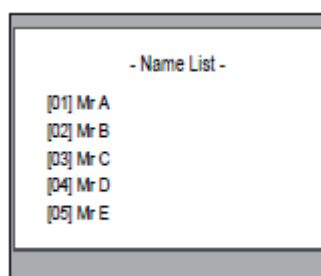 - Name List -
[01] Mr A
[02] Mr B
[03] Mr C
[04] Mr D
[05] Mr E